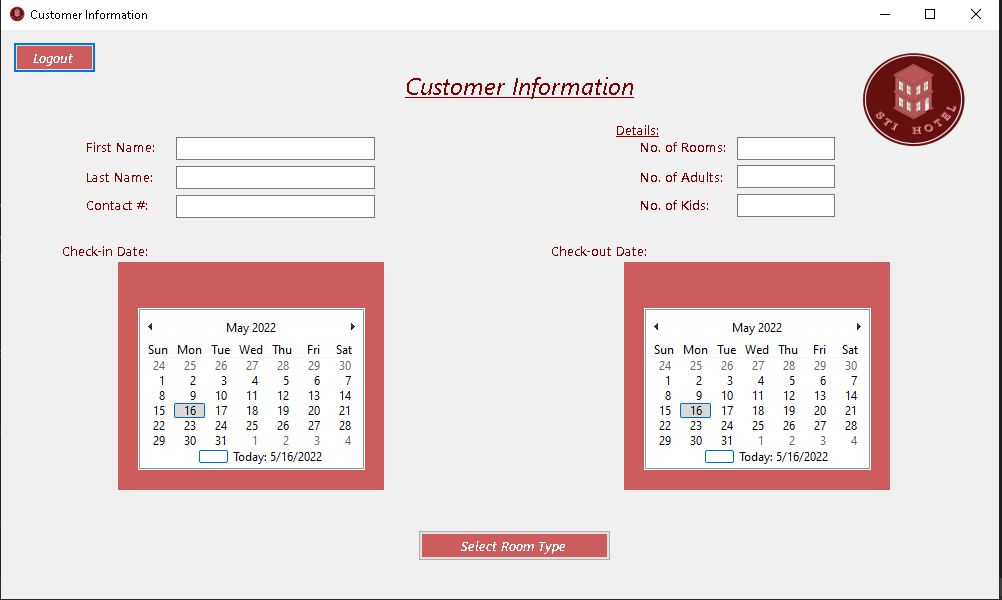 Customer Information
Logout
Customer Information
STI HOTEL
Details:
First Name:
No. of Rooms:
Last Name:
No. of Adults:
Contact #:
No. of Kids:
Check-in Date:
Check-out Date:
May 2022
Sun Mon Tue Wed Thu Fri Sat
24 25 26 27 28 29 30
1 2 3 4 5 6 7
8 9 10 11 12 13 14
15 16 17 18 19 20 21
22 23 24 25 26 27 28
29 30 31 1 2 3 4
Today: 5/16/2022
May 2022
Sun Mon Tue Wed Thu Fri Sat
24 25 26 27 28 29 30
1 2 3 4 5 6 7
8 9 10 11 12 13 14
15 16 17 18 19 20 21
22 23 24 25 26 27 28
29 30 31 1 2 3 4
Today: 5/16/2022
Select Room Type